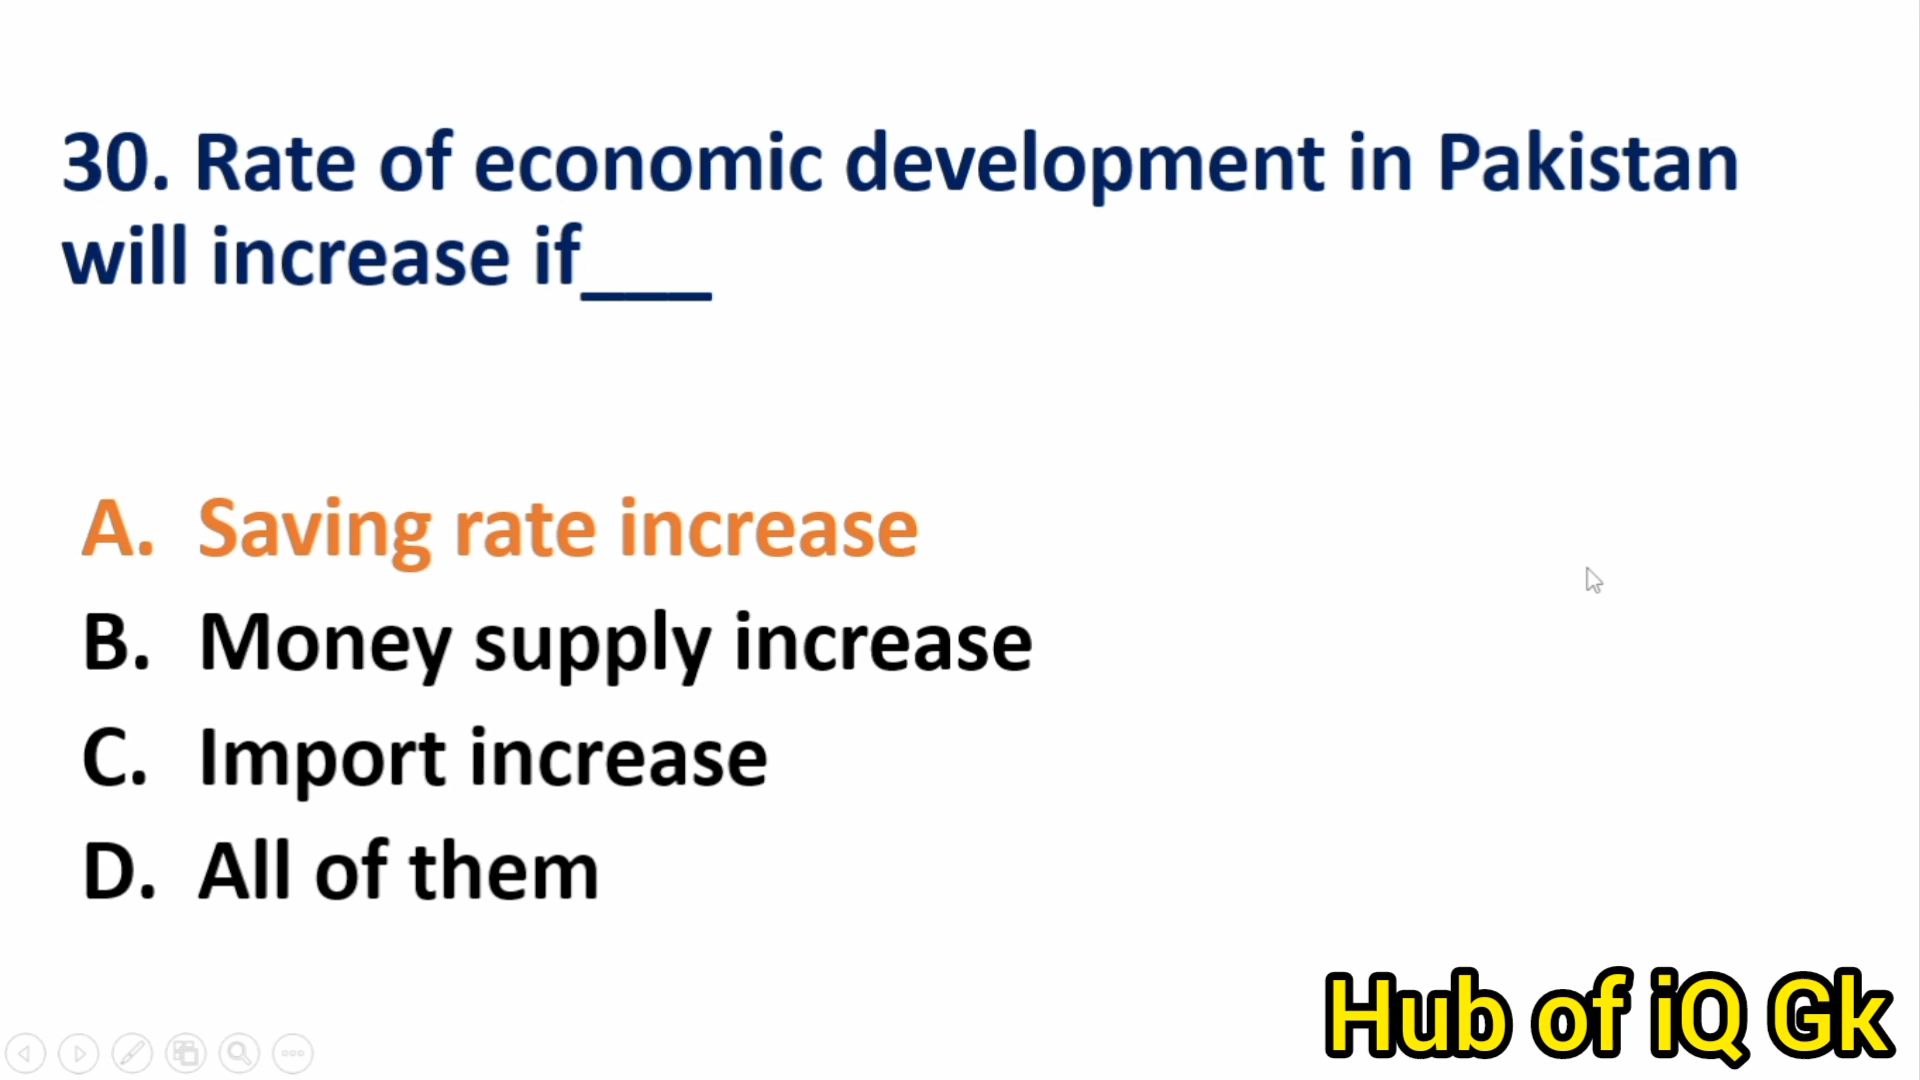 30. Rate of economic development in Pakistan
will increase if___
A. Saving rate increase
B. Money supply increase
C. Import increase
D. All of them
Hub of iQ Gk